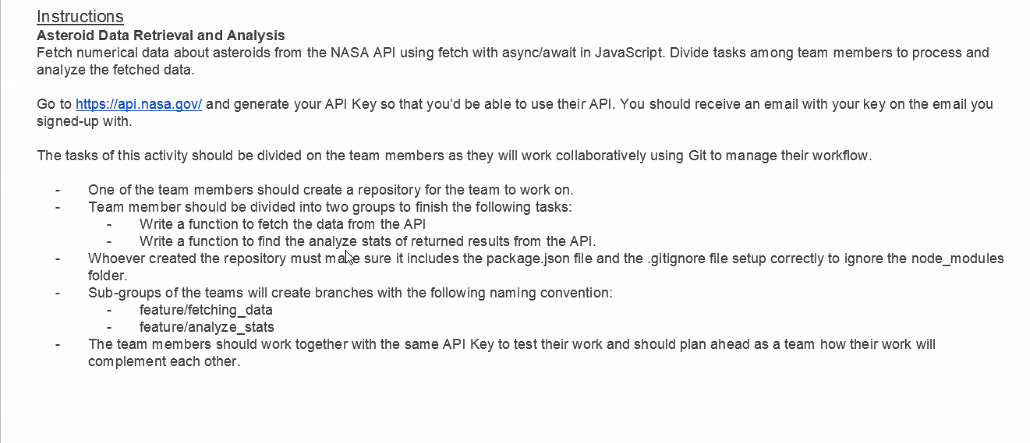 Instructions
Asteroid Data Retrieval and Analysis
Fetch numerical data about asteroids from the NASA API using fetch with async/await in JavaScript. Divide tasks among team members to process and
analyze the fetched data.
Go to https://api.nasa.gov/ and generate your API Key so that you'd be able to use their API. You should receive an email with your key on the email you
signed-up with.
The tasks of this activity should be divided on the team members as they will work collaboratively using Git to manage their workflow.
- One of the team members should create a repository for the team to work on.
- Team member should be divided into two groups to finish the following tasks:
- Write a function to fetch the data from the API
- Write a function to find the analyze stats of returned results from the API.
- Whoever created the repository must make sure it includes the package.json file and the .gitignore file setup correctly to ignore the node_modules
folder.
- Sub-groups of the teams will create branches with the following naming convention:
- feature/fetching_data
- feature/analyze_stats
- The team members should work together with the same API Key to test their work and should plan ahead as a team how their work will
complement each other.